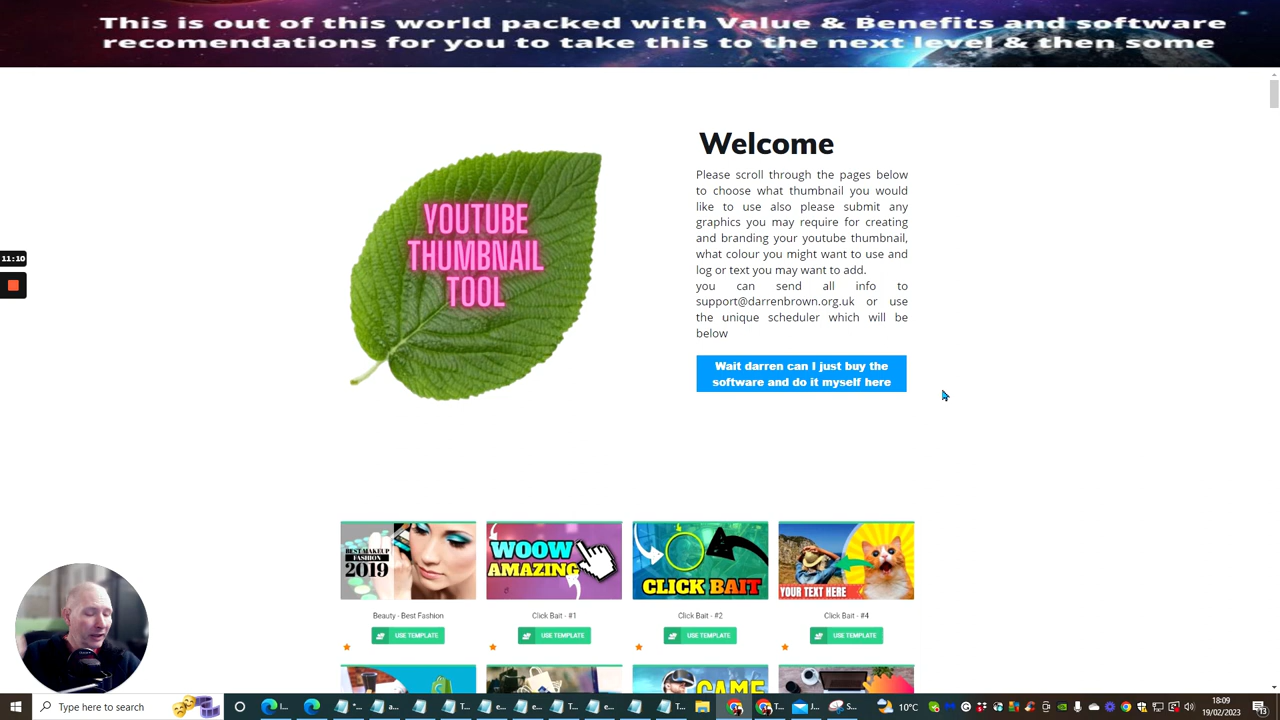 This is out of this world packed with Value & Benefits and software
recomendations for you to take this to the next level & then some
Welcome
Please scroll through the pages below
to choose what thumbnail you would
like to use also please submit any
graphics you may require for creating
and branding your youtube thumbnail,
what colour you might want to use and
log or text you may want to add.
you can send all info to
support@darrenbrown.org.uk or use
the unique scheduler which will be
below
Wait darren can I just buy the
software and do it myself here
YOUTUBE
THUMBNAIL
TOOL
11:10
BEST MAKEUP
FASHION
2019
WOOW
AMAZING
CLICK BAIT
YOUR TEXT HERE
Beauty - Best Fashion
Click Bait - #1
Click Bait - #2
Click Bait - #4
USE TEMPLATE
USE TEMPLATE
USE TEMPLATE
USE TEMPLATE
GAME
Type here to search
10°C
18:09
19/02/2023